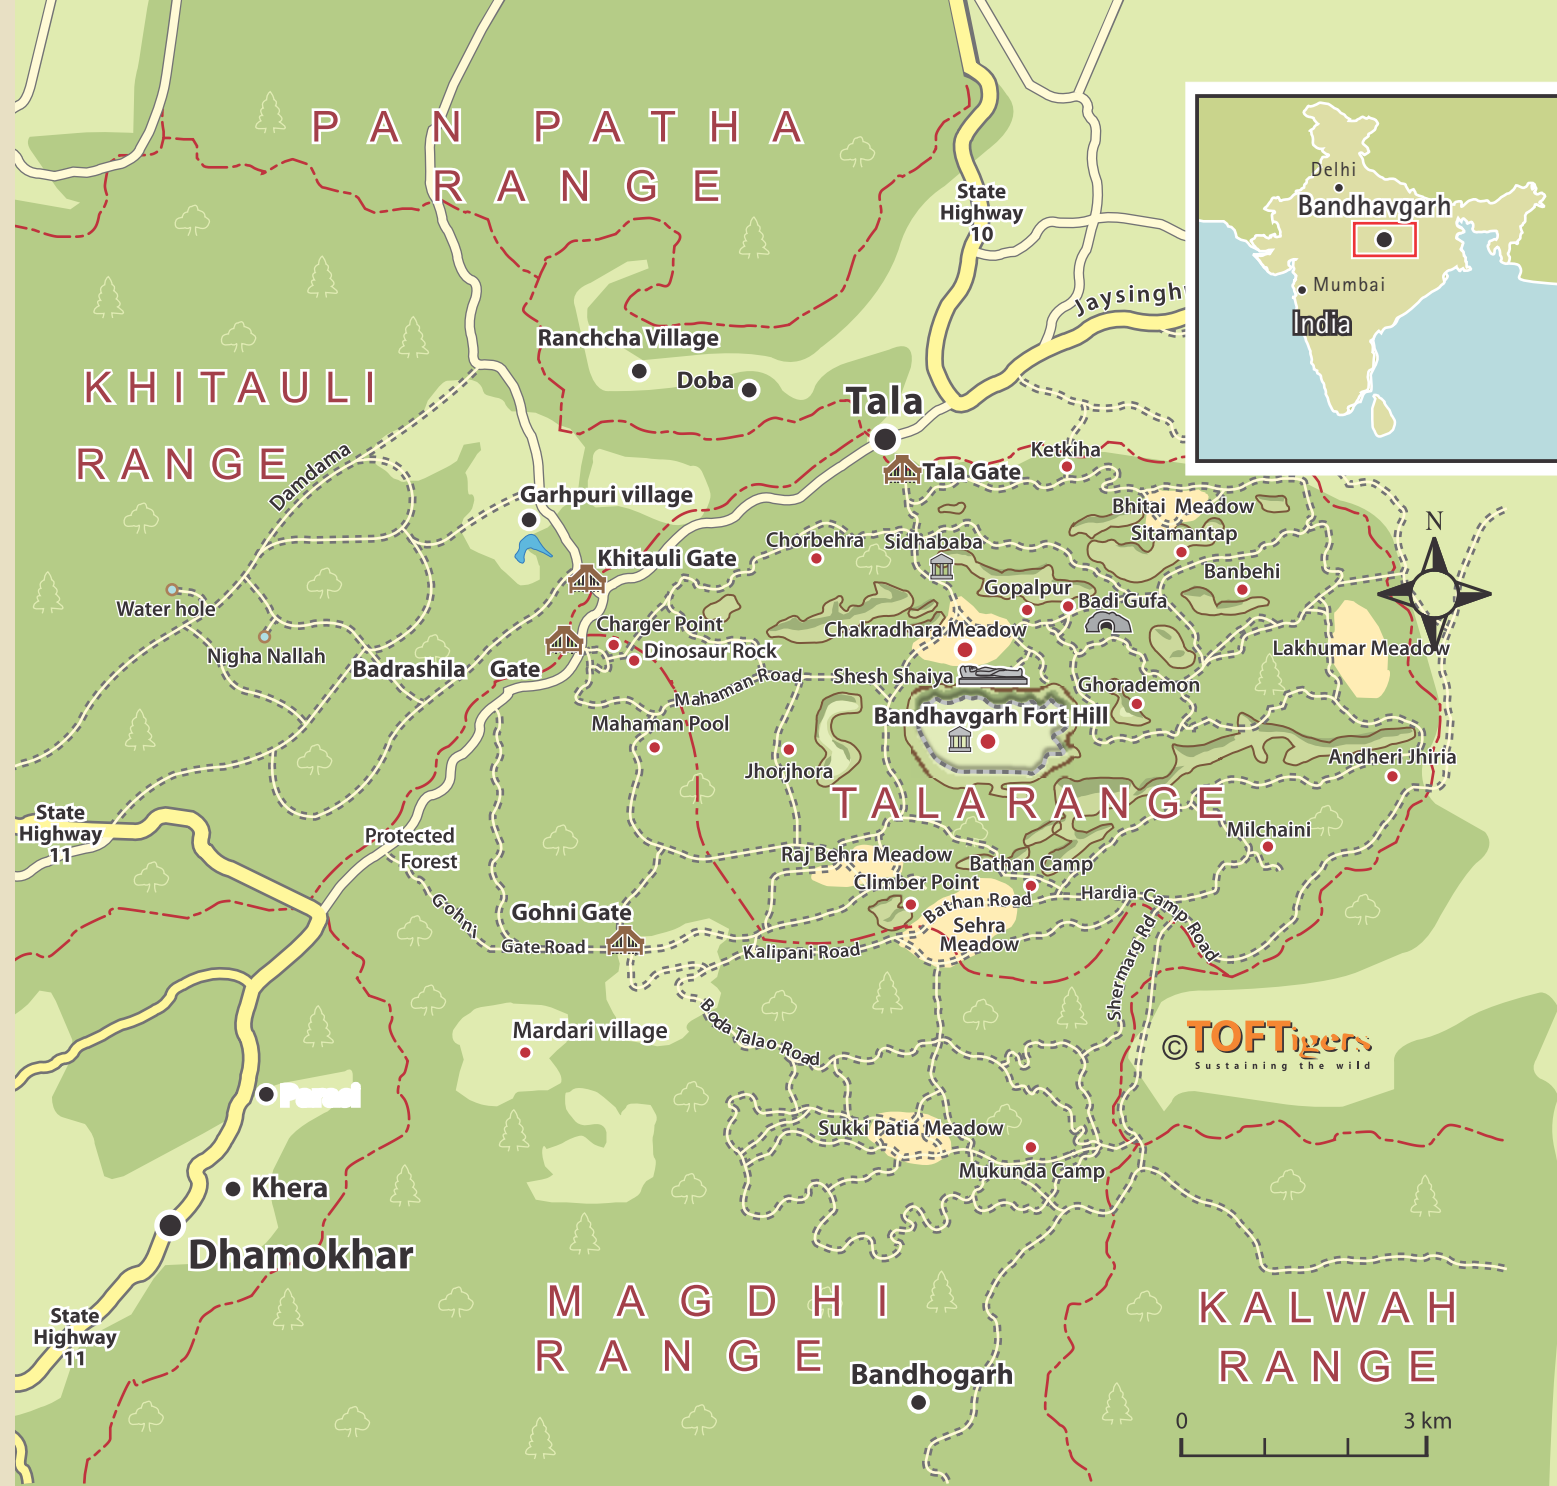 PAN PATHA
RANGE
State
Highway
10
Jaysingh
Delhi
Bandhavgarh
Mumbai
India
Ranchcha Village
Doba
KHITAULI
RANGE
Tala
Tala Gate
Ketkiha
Damdama
Garhpuri village
Bhitai Meadow
Sitamantap
N
Chorbehra
Sidhababa
Khitauli Gate
Banbehi
Gopalpur
Badi Gufa
Water hole
Charger Point
Chakradhara Meadow
Nigha Nallah
Dinosaur Rock
Lakhumar Meadow
Badrashila Gate
Mahaman Road
Shesh Shaiya
Ghorademon
Mahaman Pool
Bandhavgarh Fort Hill
Jhorjhora
Andheri Jhiria
TALA RANGE
State
Highway
11
Protected
Forest
Milchaini
Raj Behra Meadow
Bathan Camp
Climber Point
Hardia Camp Road
Bathan Road
Gohni
Gate Road
Gohni Gate
Sehra
Meadow
Kalipani Road
Shermarg Rd
Boda Talao Road
Mardari village
© TOFTigers
Sustaining the wild
Parasi
Sukki Patia Meadow
Mukunda Camp
Khera
Dhamokhar
MAGDHI
RANGE
KALWAH
RANGE
State
Highway
11
Bandhogarh
0 3 km